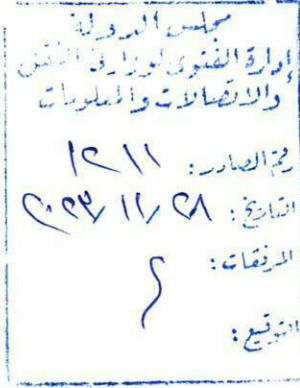 مجلس الدولة
إدارة الفتوى لوزارتى النقل
والاتصالات والمعلومات
رقم الصادر: ١٢١١
التاريخ: ٢٠٢٣/١١/٢٨
المرفقات:
التوقيع: